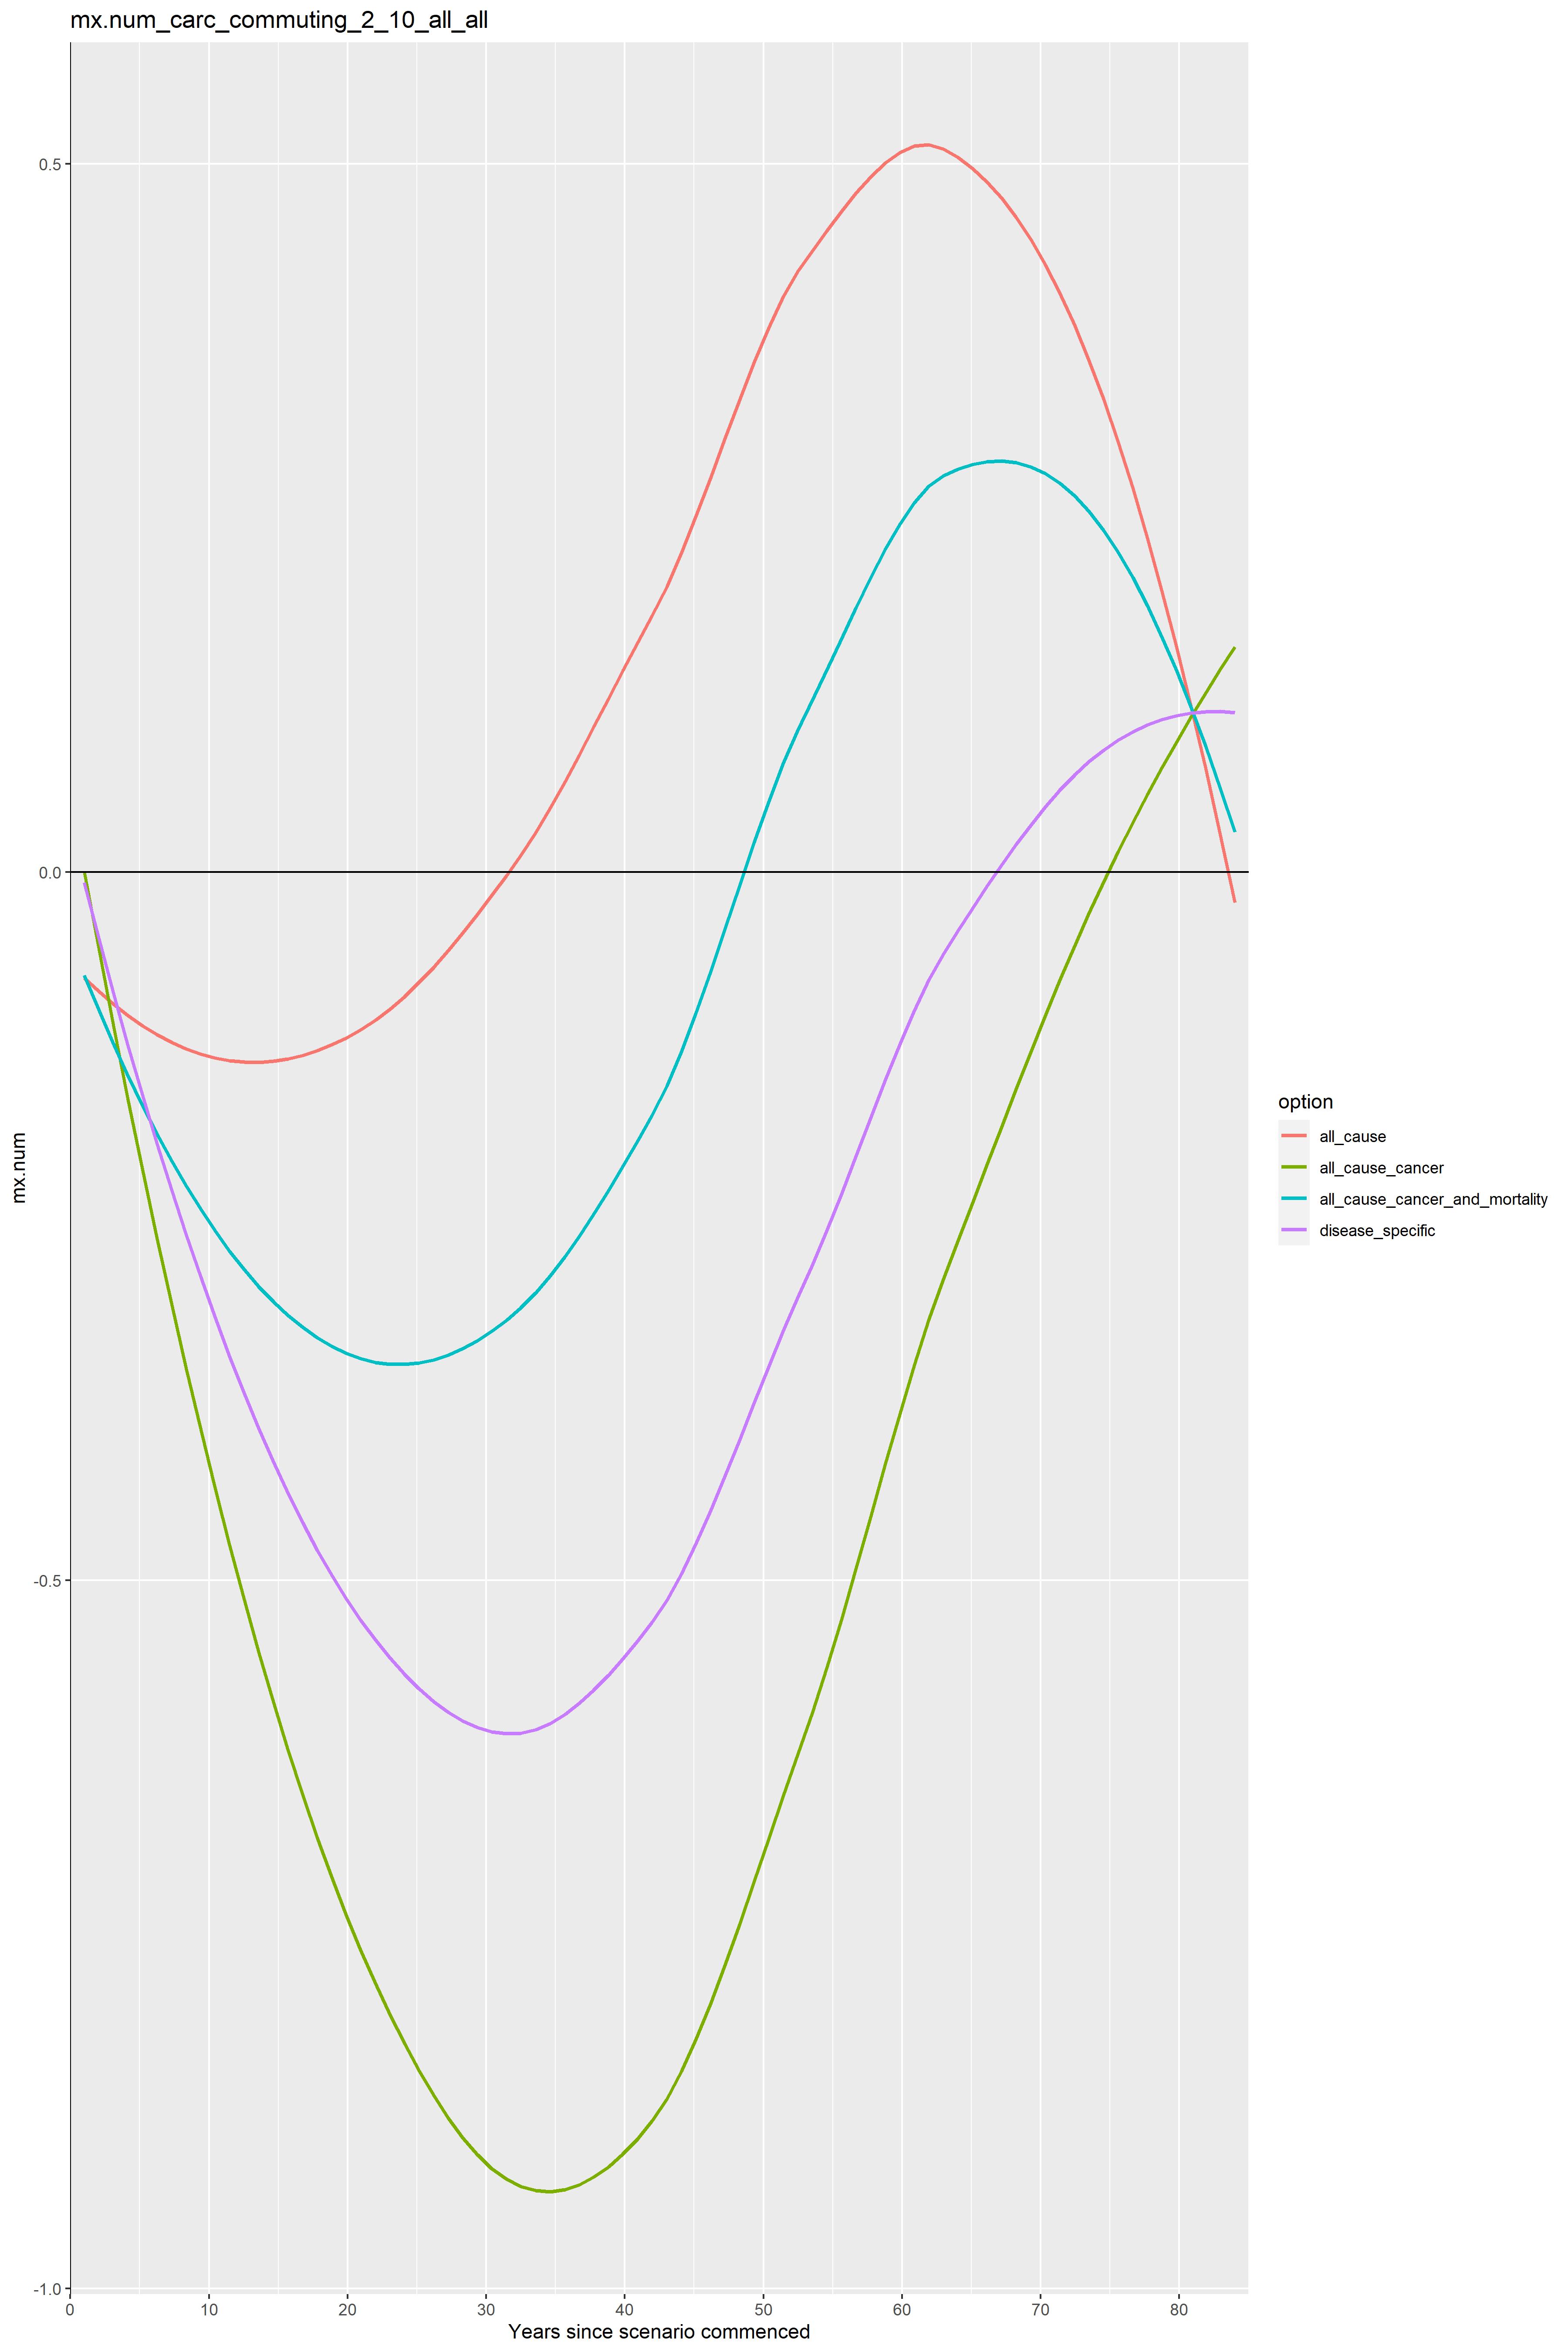 mx.num_carc_commuting_2_10_all_all
mx.num
0.5
0.0
-0.5
-1.0
0 10 20 30 40 50 60 70 80
Years since scenario commenced
option
all_cause
all_cause_cancer
all_cause_cancer_and_mortality
disease_specific